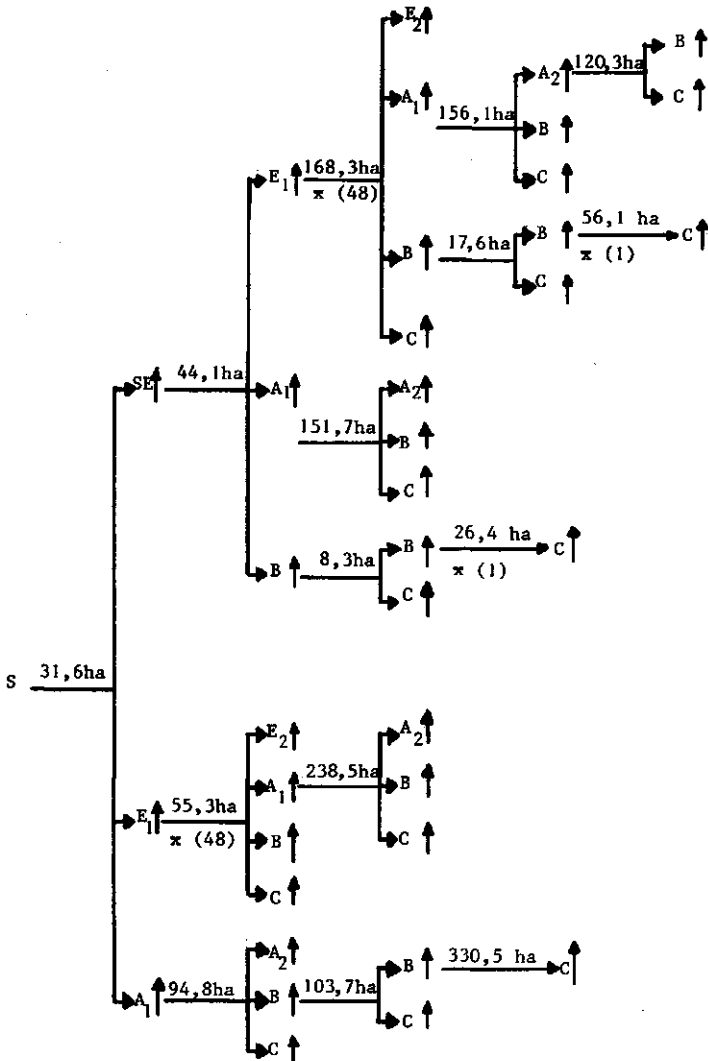 E₂
B
A₂ 120,3ha
A₁ C
156,1ha
B
E₁ 168,3ha C
x (48)
B 17,6ha B 56,1 ha C
x (1)
C
C
SE 44,1ha A₁ A₂
151,7ha B
C
B 8,3ha B 26,4 ha C
x (1)
C
S 31,6ha
E₂ A₂
A₁ 238,5ha B
E₁ 55,3ha
x (48) B C
C
A₂
B 330,5 ha C
A₁ 94,8ha B 103,7ha
C
C